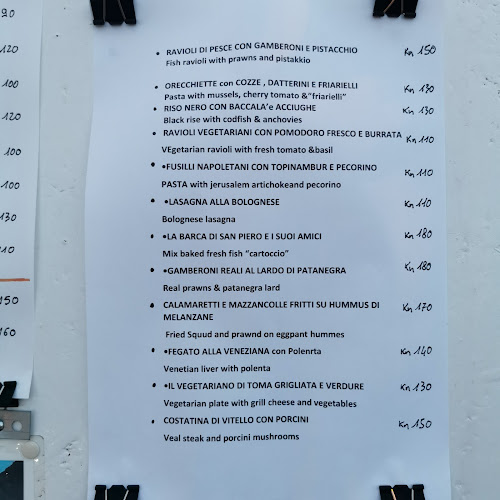 90
120
100
120
100
100
130
10
150
160
• RAVIOLI DI PESCE CON GAMBERONI E PISTACCHIO Kn 150
Fish ravioli with prawns and pistakkio
• ORECCHIETTE con COZZE , DATTERINI E FRIARIELLI Kn 130
Pasta with mussels, cherry tomato &"friarielli"
• RISO NERO CON BACCALA'e ACCIUGHE Kn 130
Black rise with codfish & anchovies
• RAVIOLI VEGETARIANI CON POMODORO FRESCO E BURRATA Kn 110
VEgetarian ravioli with fresh tomato &basil
• •FUSILLI NAPOLETANI CON TOPINAMBUR E PECORINO Kn 110
PASTA with jerusalem artichokeand pecorino
• •LASAGNA ALLA BOLOGNESE Kn 110
Bolognese lasagna
• •LA BARCA DI SAN PIERO E I SUOI AMICI Kn 180
Mix baked fresh fish "cartoccio"
• •GAMBERONI REALI AL LARDO DI PATANEGRA Kn 180
Real prawns & patanegra lard
• CALAMARETTI E MAZZANCOLLE FRITTI SU HUMMUS DI Kn 170
MELANZANE
Fried Squud and prawnd on eggpant hummes
• •FEGATO ALLA VENEZIANA con Polenrta Kn 140
Venetian liver with polenta
• •IL VEGETARIANO DI TOMA GRIGLIATA E VERDURE Kn 130
Vegetarian plate with grill cheese and vegetables
• COSTATINA DI VITELLO CON PORCINI Kn 150
Veal steak and porcini mushrooms